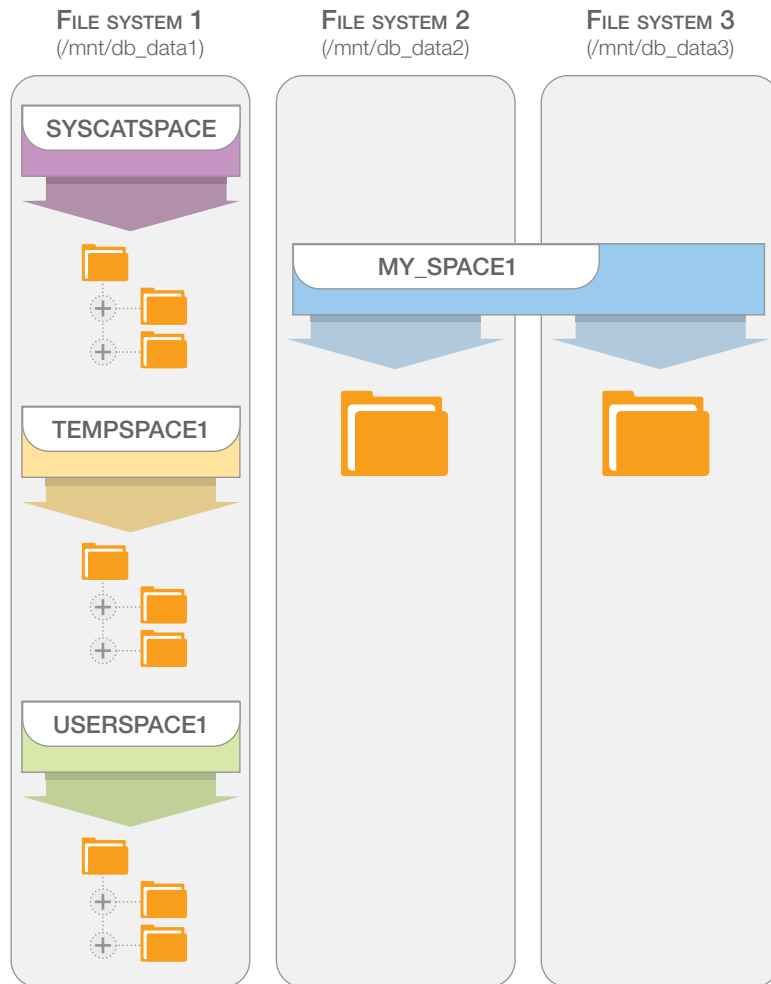 FILE SYSTEM 1
(/mnt/db_data1)
FILE SYSTEM 2
(/mnt/db_data2)
FILE SYSTEM 3
(/mnt/db_data3)
SYSCATSPACE
MY_SPACE1
TEMPSPACE1
USERSPACE1